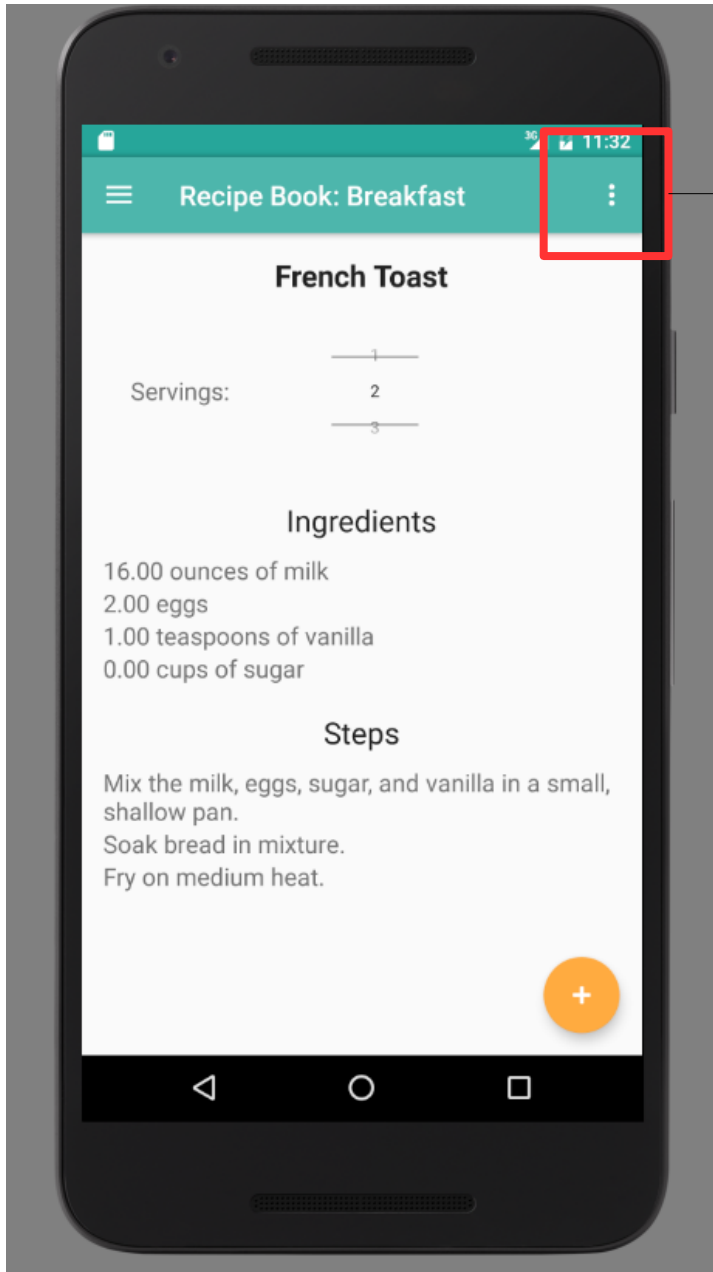 3G 11:32
Recipe Book: Breakfast
French Toast
1
Servings: 2
3
Ingredients
16.00 ounces of milk
2.00 eggs
1.00 teaspoons of vanilla
0.00 cups of sugar
Steps
Mix the milk, eggs, sugar, and vanilla in a small,
shallow pan.
Soak bread in mixture.
Fry on medium heat.
+